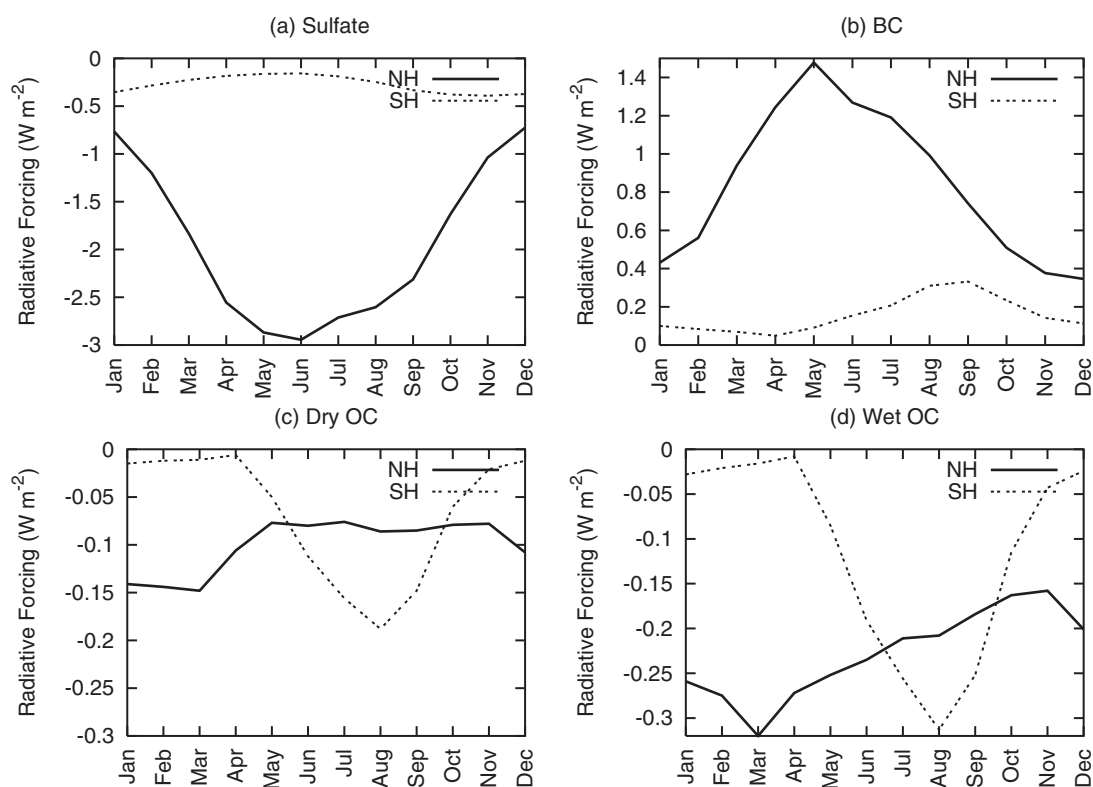 (a) Sulfate
Radiative Forcing (W m-2)
0
-0.5
-1
-1.5
-2
-2.5
-3
NH
SH
Jan Feb Mar Apr May Jun Jul Aug Sep Oct Nov Dec
(b) BC
Radiative Forcing (W m-2)
1.4
1.2
1
0.8
0.6
0.4
0.2
0
NH
SH
Jan Feb Mar Apr May Jun Jul Aug Sep Oct Nov Dec
(c) Dry OC
Radiative Forcing (W m-2)
0
-0.05
-0.1
-0.15
-0.2
-0.25
-0.3
NH
SH
Jan Feb Mar Apr May Jun Jul Aug Sep Oct Nov Dec
(d) Wet OC
Radiative Forcing (W m-2)
0
-0.05
-0.1
-0.15
-0.2
-0.25
-0.3
NH
SH
Jan Feb Mar Apr May Jun Jul Aug Sep Oct Nov Dec